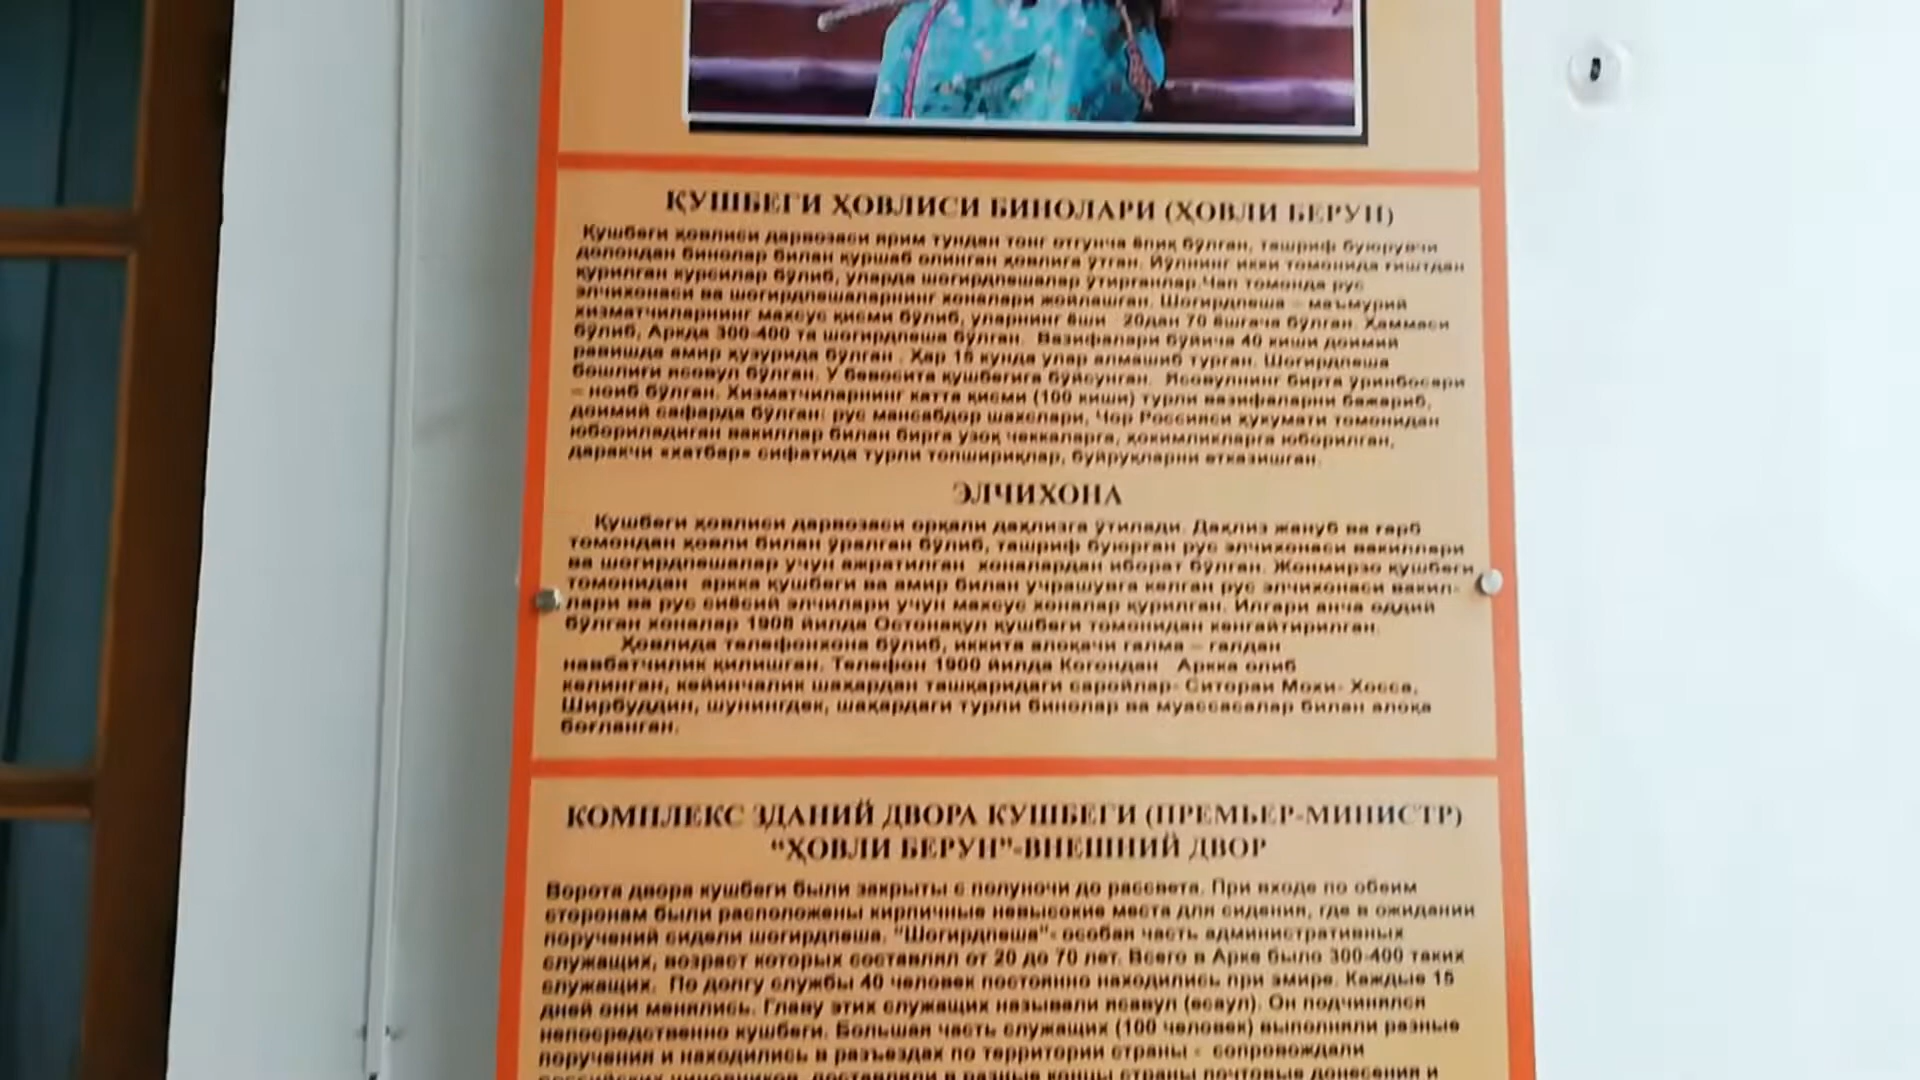 ҚУШБЕГИ ҲОВЛИСИ БИНОЛАРИ (ҲОВЛИ БЕРУН)
Қушбеги ҳовлиси дарвозаси ярим тундан тонг отгунча ёпиқ бўлган, ташриф буюрувчи
долондан бинолар билан қуршаб олинган ҳовлига ўтган. Йўлнинг икки томонида ғиштдан
қурилган курсилар бўлиб, уларда шогирдпешалар ўтирганлар.Чап томонда рус
элчихонаси ва шогирдпешаларнинг хоналари жойлашган. Шогирдпеша – маъмурий
хизматчиларнинг махсус қисми бўлиб, уларнинг ёши 20дан 70 ёшгача бўлган. Ҳаммаси
бўлиб, Аркда 300-400 та шогирдпеша бўлган. Вазифалари бўйича 40 киши доимий
равишда амир ҳузурида бўлган . Ҳар 15 кунда улар алмашиб турган. Шогирдпеша
бошлиғи ясовул бўлган. У бевосита қушбегига бўйсунган. Ясовулнинг битта ўринбосари
– ноиб бўлган. Хизматчиларнинг катта қисми (100 киши) турли вазифаларни бажариб,
доимий сафарда бўлган: рус мансабдор шахслари, Чор Россияси ҳукумати томонидан
юбориладиган вакиллар билан бирга узоқ чеккаларга, ҳокимликларга юборилган,
даракчи «хатбар» сифатида турли топшириқлар, буйруқларни етказишган.
ЭЛЧИХОНА
Қушбеги ҳовлиси дарвозаси орқали даҳлизга ўтилади. Даҳлиз жануб ва ғарб
томондан ҳовли билан ўралган бўлиб, ташриф буюрган рус элчихонаси вакиллари
ва шогирдпешалар учун ажратилган хоналардан иборат бўлган. Жонмирзо қушбеги
томонидан аркка қушбеги ва амир билан учрашувга келган рус элчихонаси вакил-
лари ва рус сиёсий элчилари учун махсус хоналар қурилган. Илгари анча оддий
бўлган хоналар 1908 йилда Остонақул қушбеги томонидан кенгайтирилган.
Ҳовлида телефонхона бўлиб, иккита алоқачи галма – галдан
навбатчилик қилишган. Телефон 1900 йилда Когондан Аркка олиб
келинган, кейинчалик шаҳардан ташқаридаги саройлар- Ситораи Мохи- Хосса,
Ширбуддин, шунингдек, шаҳардаги турли бинолар ва муассасалар билан алоқа
боғланган.
КОМПЛЕКС ЗДАНИЙ ДВОРА КУШБЕГИ (ПРЕМЬЕР-МИНИСТР)
“ҲОВЛИ БЕРУН”-ВНЕШНИЙ ДВОР
Ворота двора кушбеги были закрыты с полуночи до рассвета. При входе по обеим
сторонам были расположены кирпичные невысокие места для сидения, где в ожидании
поручений сидели шогирдпеша. "Шогирдпеша"- особая часть административных
служащих, возраст которых составлял от 20 до 70 лет. Всего в Арке было 300-400 таких
служащих. По долгу службы 40 человек постоянно находились при эмире. Каждые 15
дней они менялись. Главу этих служащих называли ясавул (есаул). Он подчинялся
непосредственно кушбеги. Большая часть служащих (100 человек) выполняли разные
поручения и находились в разъездах по территории страны - сопровождали
российских чиновников, доставляли в разные концы страны почтовые донесения и